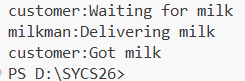 customer:Waiting for milk
milkman:Delivering milk
customer:Got milk
PS D:\SYCS26>